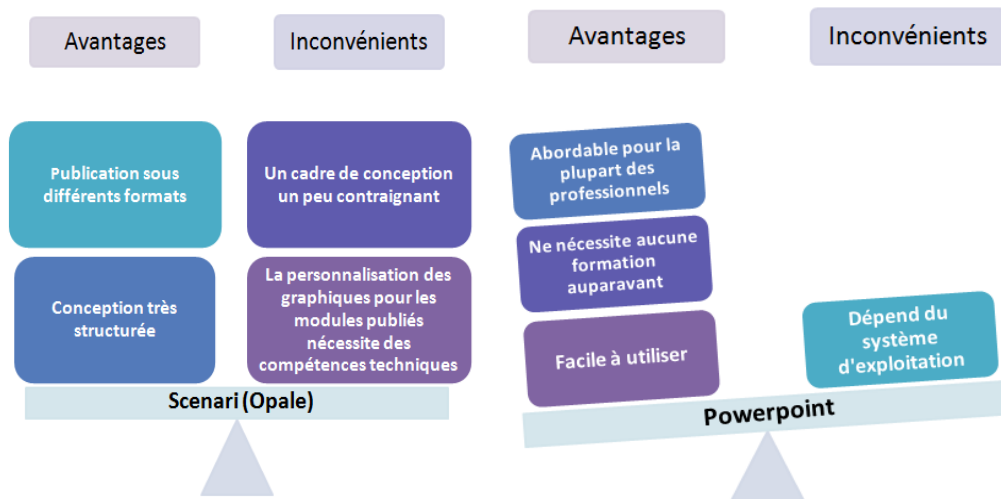 Avantages
Inconvénients
Publication sous
différents formats
Un cadre de conception
un peu contraignant
Conception très
structurée
La personnalisation des
graphiques pour les
modules publiés
nécessite des
compétences techniques
Scenari (Opale)
Avantages
Inconvénients
Abordable pour la
plupart des
professionnels
Ne nécessite aucune
formation
auparavant
Facile à utiliser
Dépend du
système
d'exploitation
Powerpoint